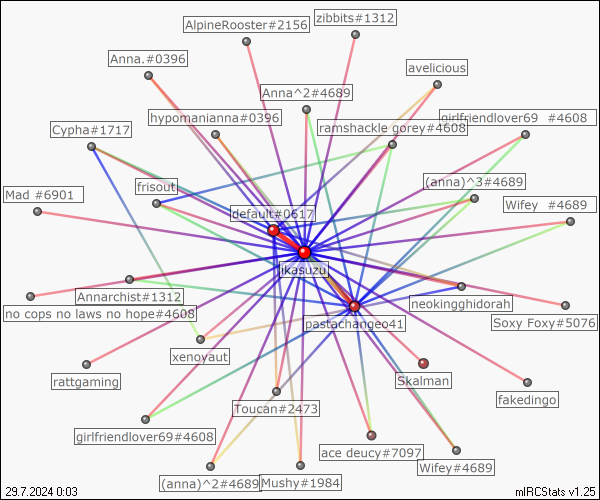 zibbits#1312
AlpineRooster#2156
Anna.#0396
avelicious
Anna^2#4689
hypomanianna#0396
girlfriendlover69 #4608
ramshackle gorey#4608
Cypha#1717
frisout
(anna)^3#4689
Mad #6901
Wifey #4689
default#0617
ikasuzu
Annarchist#1312
neokingghidorah
no cops no laws no hope#4608
pastachangeo41
Soxy Foxy#5076
xenoyaut
rattgaming
Skalman
fakedingo
Toucan#2473
girlfriendlover69#4608
ace deucy#7097
Wifey#4689
(anna)^2#4689
Mushy#1984
29.7.2024 0:03
mIRCStats v1.25